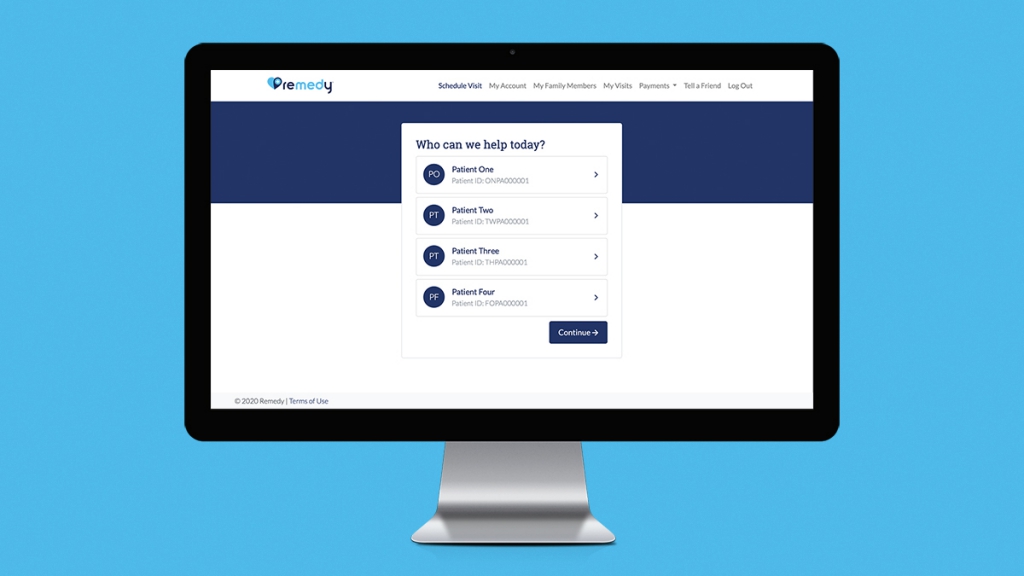 remedy
Schedule Visit My Account My Family Members My Visits Payments Tell a Friend Log Out
Who can we help today?
PO
Patient One
Patient ID: ONPA000001
PT
Patient Two
Patient ID: TWPA000001
PT
Patient Three
Patient ID: THPA000001
PF
Patient Four
Patient ID: FOPA000001
Continue →
© 2020 Remedy | Terms of Use